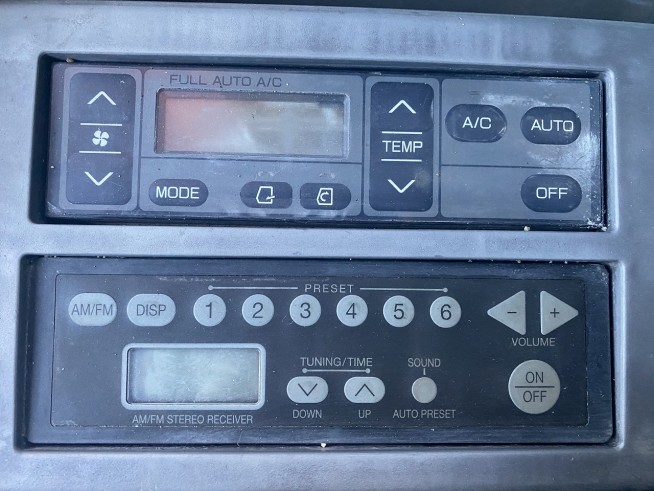 FULL AUTO A/C
TEMP
A/C
AUTO
MODE
OFF
PRESET
AM/FM
DISP
1 2 3 4 5 6
- +
VOLUME
TUNING/TIME
SOUND
ON
OFF
DOWN
UP
AUTO PRESET
AM/FM STEREO RECEIVER